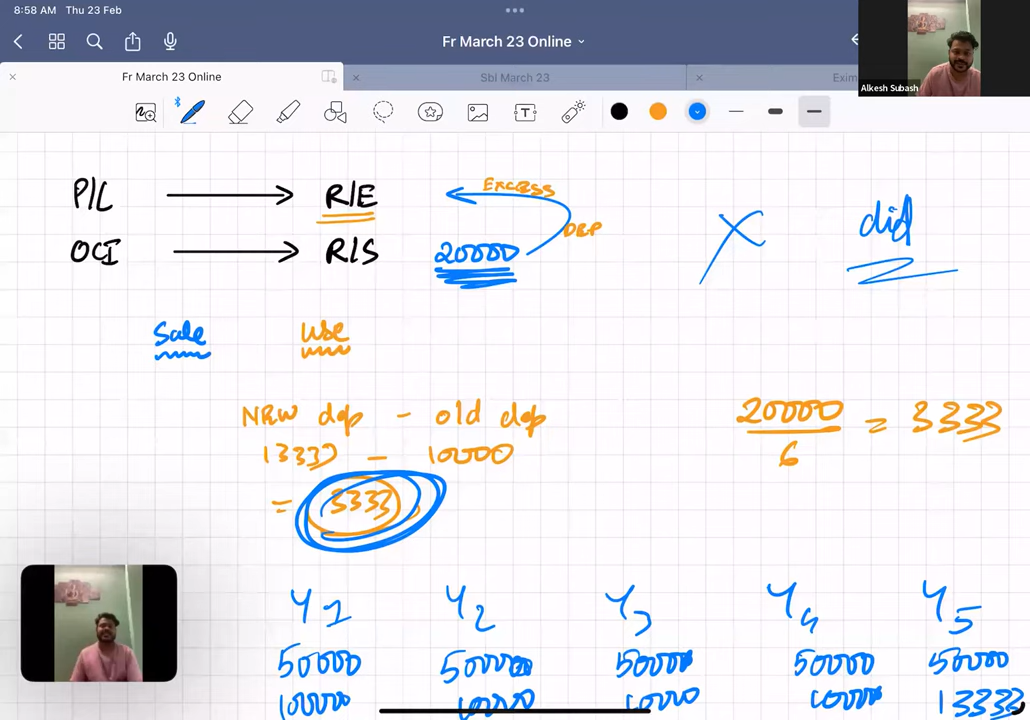 8:58 AM Thu 23 Feb
Fr March 23 Online
Alkesh Subash
Fr March 23 Online
Sbl March 23
Exim
P/L R/E EXCESS
DEP
did
OCI R/S 20000
Sale use
NEW dep - old dep
13333 - 10000
= 3333
20000
6
= 3333
Y1 Y2 Y3 Y4 Y5
50000 50000 50000 50000 50000
10000 10000 10000 10000 13333